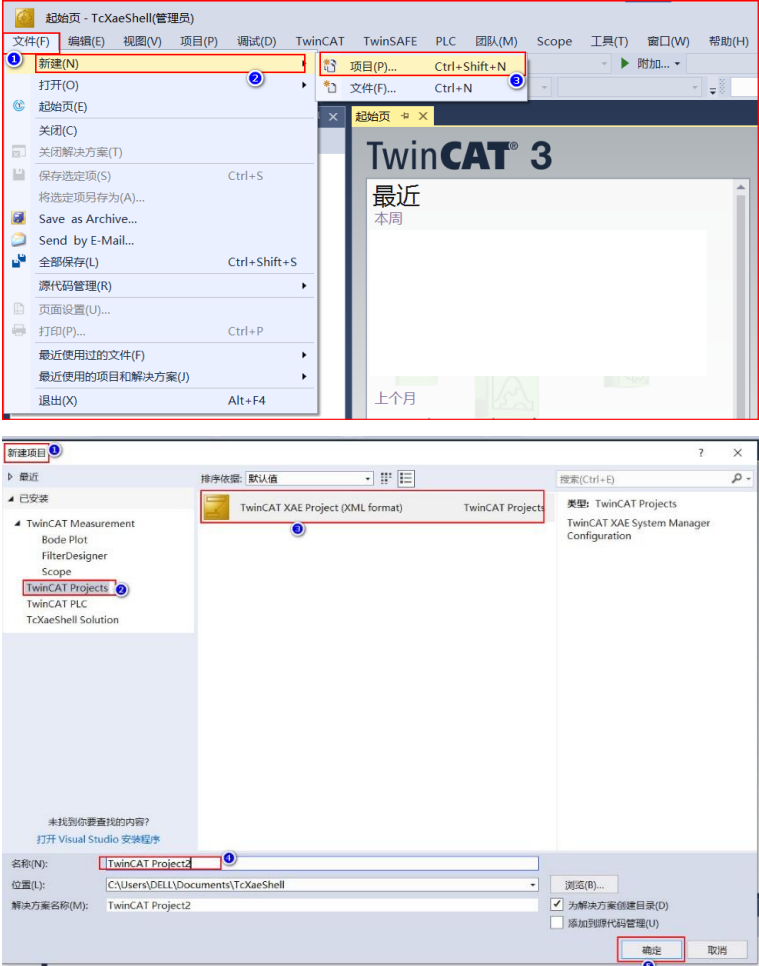 起始页 - TcXaeShell(管理员)
文件(F) 编辑(E) 视图(V) 项目(P) 调试(D) TwinCAT TwinSAFE PLC 团队(M) Scope 工具(T) 窗口(W) 帮助(H)
1 新建(N) 2
项目(P)... Ctrl+Shift+N 3
附加...
打开(O)
文件(F)... Ctrl+N
起始页(E)
起始页
关闭(C)
关闭解决方案(T)
TwinCAT® 3
保存选定项(S) Ctrl+S
最近
将选定项另存为(A)...
本周
Save as Archive...
Send by E-Mail...
全部保存(L) Ctrl+Shift+S
源代码管理(R)
页面设置(U)...
打印(P)... Ctrl+P
最近使用过的文件(F)
最近使用的项目和解决方案(J)
退出(X) Alt+F4
上个月
新建项目 1 ?
最近
排序依据: 默认值
搜索(Ctrl+E)
已安装
TwinCAT XAE Project (XML format) TwinCAT Projects
3
类型: TwinCAT Projects
TwinCAT XAE System Manager
Configuration
TwinCAT Measurement
Bode Plot
FilterDesigner
Scope
TwinCAT Projects 2
TwinCAT PLC
TcXaeShell Solution
未找到你要查找的内容?
打开 Visual Studio 安装程序
名称(N): TwinCAT Project2 4
位置(L): C:\Users\DELL\Documents\TcXaeShell 浏览(B)...
解决方案名称(M): TwinCAT Project2
为解决方案创建目录(D)
添加到源代码管理(U)
确定 取消
5